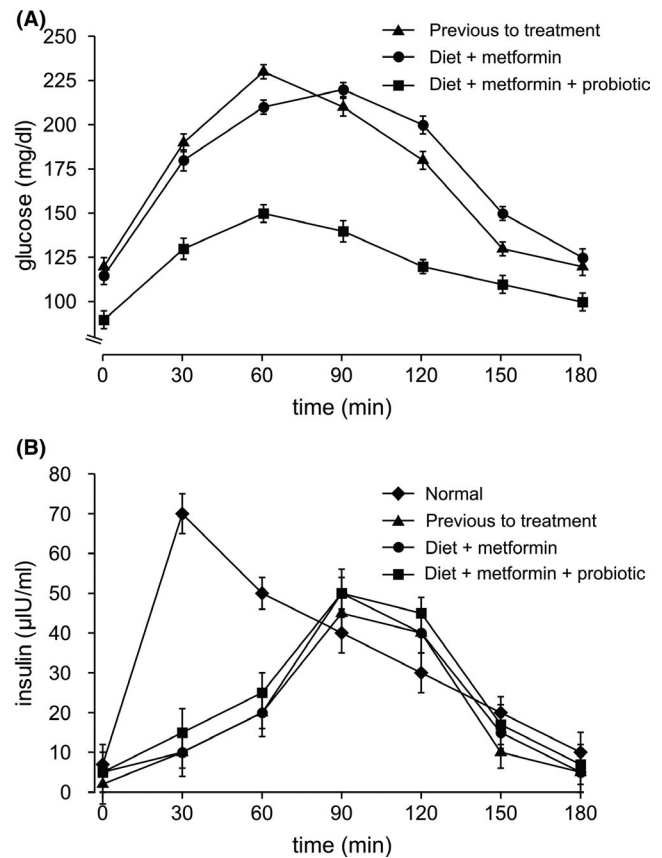 (A)
250
225
200
175
150
125
100
glucose (mg/dl)
Previous to treatment
Diet + metformin
Diet + metformin + probiotic
0 30 60 90 120 150 180
time (min)
(B)
80
70
60
50
40
30
20
10
0
insulin (µIU/ml)
Normal
Previous to treatment
Diet + metformin
Diet + metformin + probiotic
0 30 60 90 120 150 180
time (min)